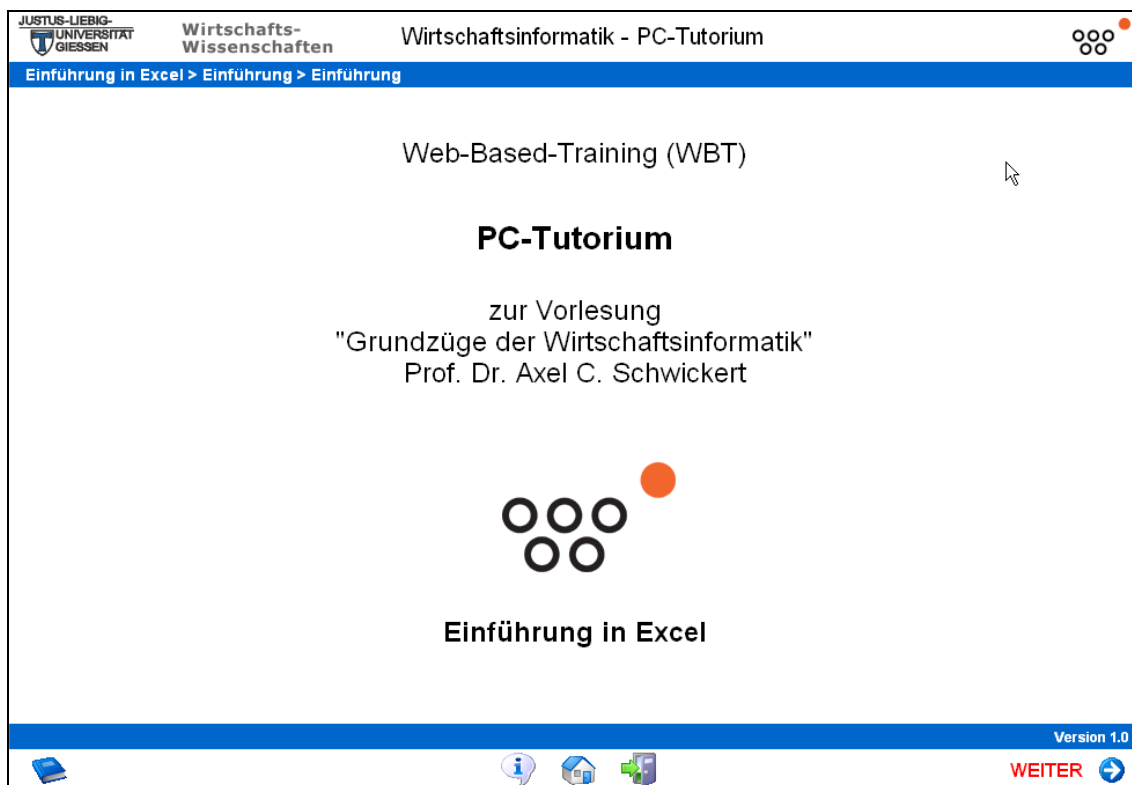 JUSTUS-LIEBIG-
UNIVERSITÄT
GIESSEN
Wirtschafts-
Wissenschaften
Wirtschaftsinformatik - PC-Tutorium
Einführung in Excel > Einführung > Einführung
Web-Based-Training (WBT)
PC-Tutorium
zur Vorlesung
"Grundzüge der Wirtschaftsinformatik"
Prof. Dr. Axel C. Schwickert
Einführung in Excel
Version 1.0
WEITER